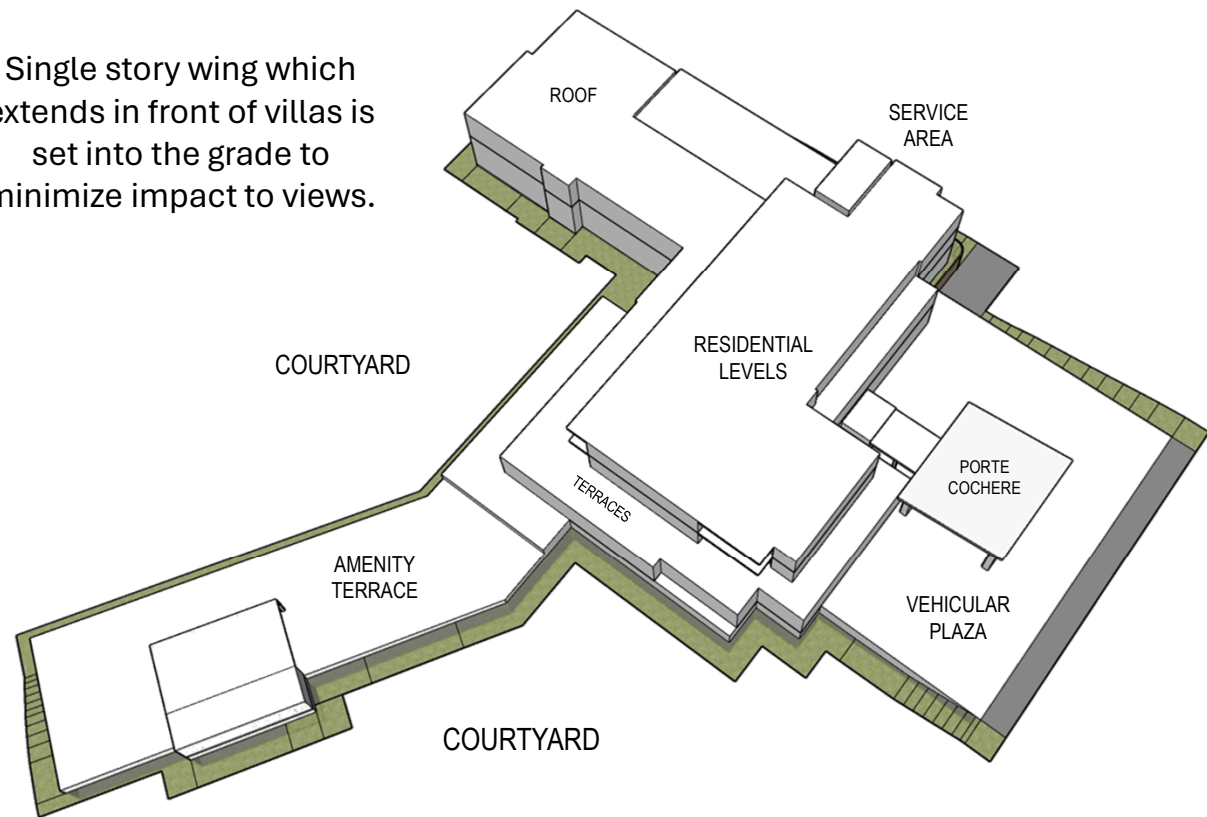 Single story wing which
extends in front of villas is
set into the grade to
minimize impact to views.
ROOF
SERVICE
AREA
COURTYARD
RESIDENTIAL
LEVELS
TERRACES
PORTE
COCHERE
AMENITY
TERRACE
VEHICULAR
PLAZA
COURTYARD